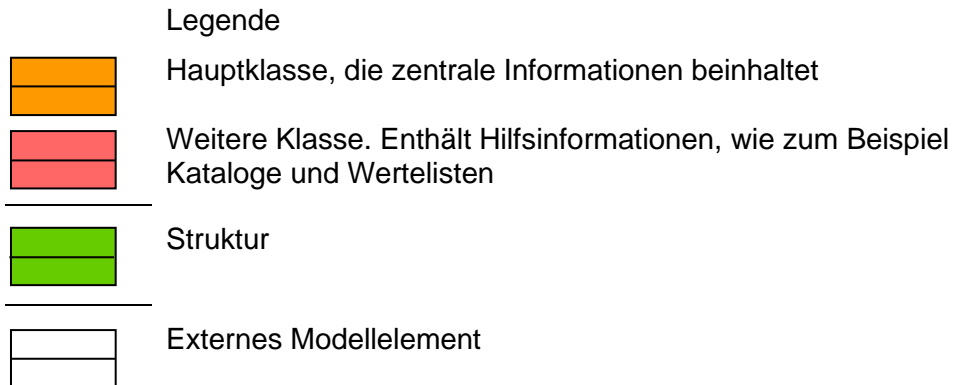 Legende
Hauptklasse, die zentrale Informationen beinhaltet
Weitere Klasse. Enthält Hilfsinformationen, wie zum Beispiel
Kataloge und Wertelisten
Struktur
Externes Modellelement